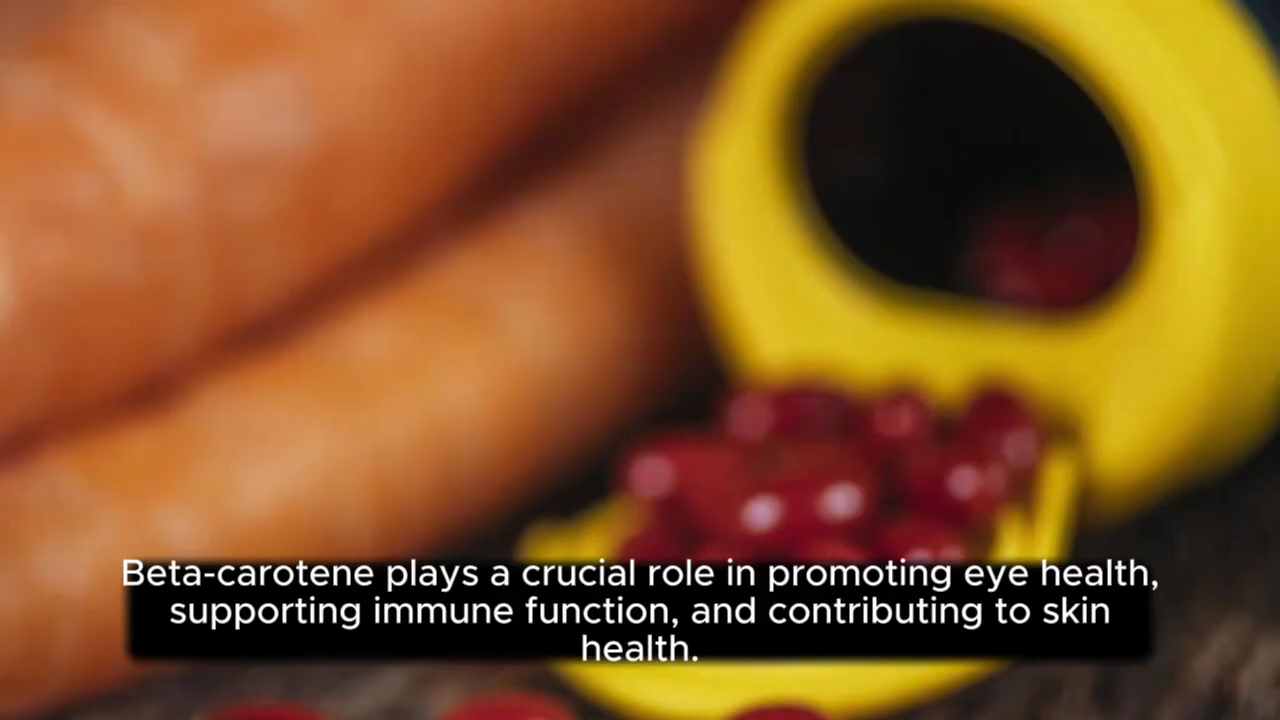 Beta-carotene plays a crucial role in promoting eye health,
supporting immune function, and contributing to skin
health.